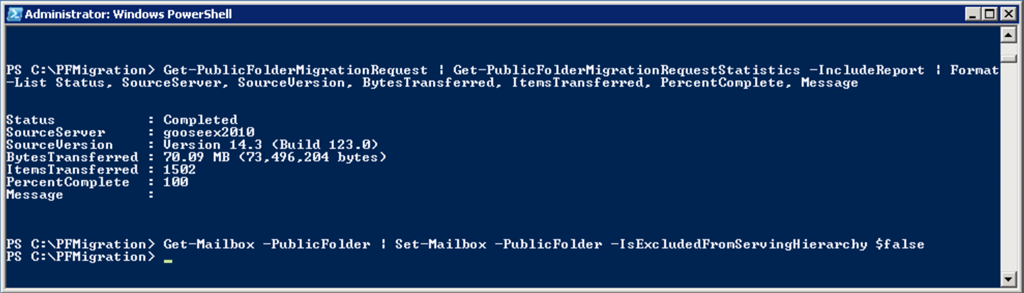 Administrator: Windows PowerShell
PS C:\PFMigration> Get-PublicFolderMigrationRequest | Get-PublicFolderMigrationRequestStatistics -IncludeReport | Format
-List Status, SourceServer, SourceVersion, BytesTransferred, ItemsTransferred, PercentComplete, Message
Status           : Completed
SourceServer     : gooseex2010
SourceVersion    : Version 14.3 (Build 123.0)
BytesTransferred : 70.09 MB (73,496,204 bytes)
ItemsTransferred : 1502
PercentComplete  : 100
Message          :
PS C:\PFMigration> Get-Mailbox -PublicFolder | Set-Mailbox -PublicFolder -IsExcludedFromServingHierarchy $false
PS C:\PFMigration> _